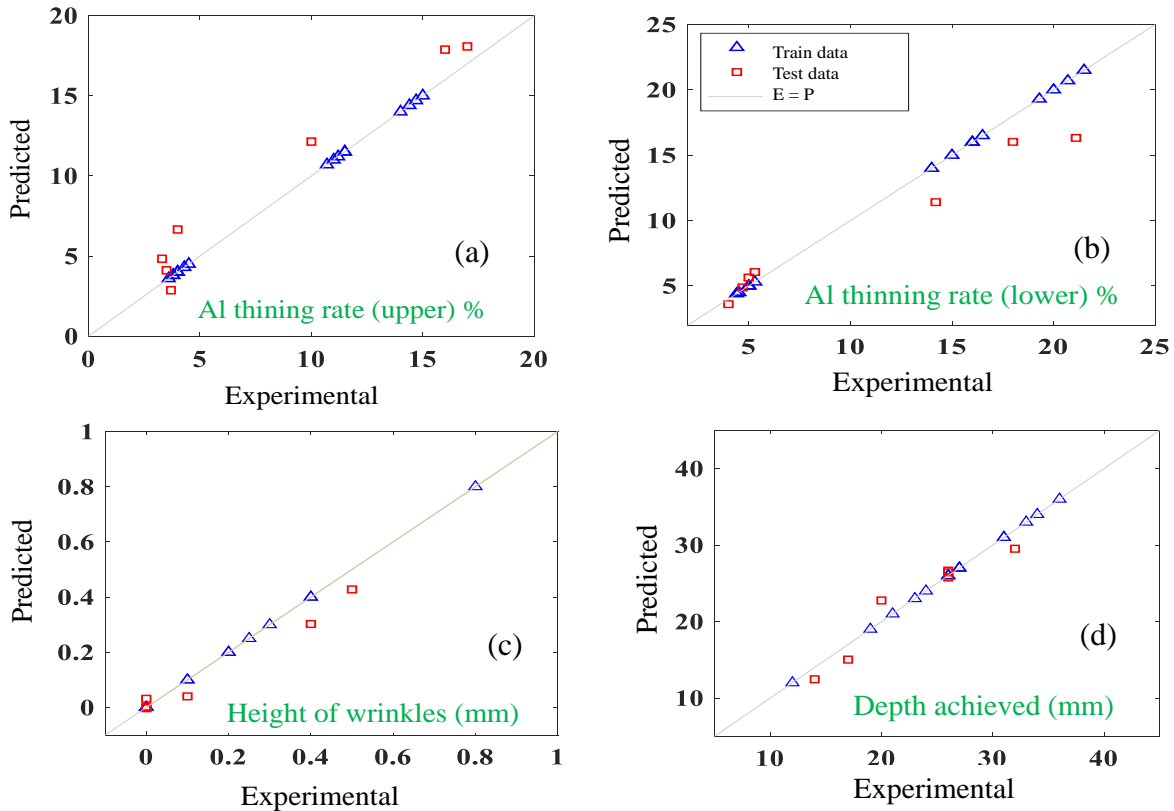 20
15
10
5
0
Predicted
(a)
Al thining rate (upper) %
0 5 10 15 20
Experimental
25
20
15
10
5
Predicted
Train data
Test data
E = P
(b)
Al thinning rate (lower) %
5 10 15 20 25
Experimental
1
0.8
0.6
0.4
0.2
0
Predicted
(c)
Height of wrinkles (mm)
0 0.2 0.4 0.6 0.8 1
Experimental
40
30
20
10
Predicted
(d)
Depth achieved (mm)
10 20 30 40
Experimental